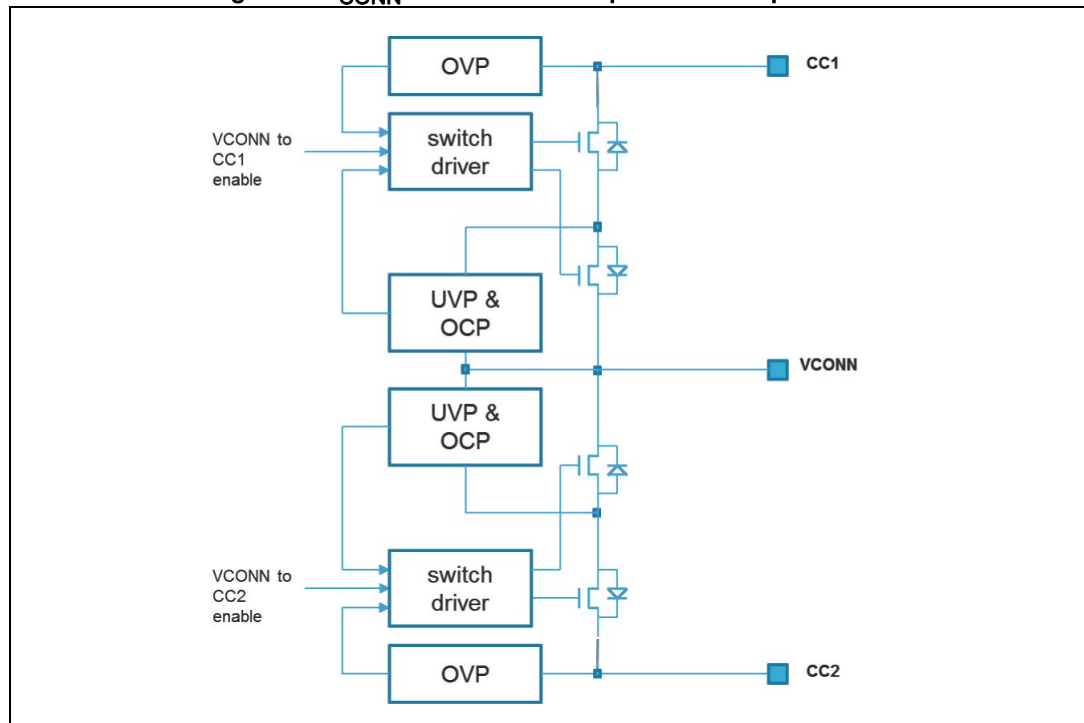 CONN
OVP
CC1
VCONN to
CC1
enable
switch
driver
UVP &
OCP
VCONN
UVP &
OCP
VCONN to
CC2
enable
switch
driver
OVP
CC2